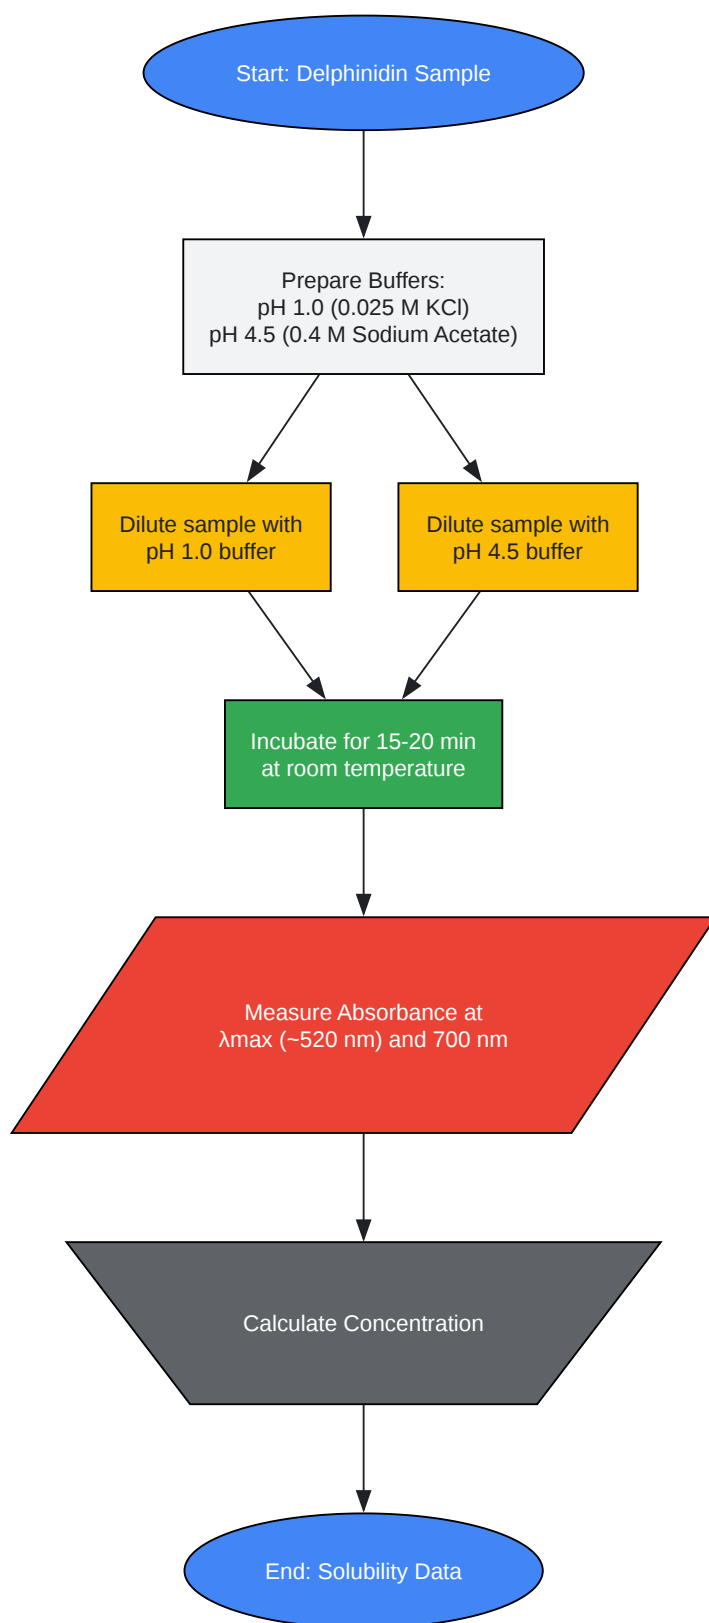 Start: Delphinidin Sample
Prepare Buffers:
pH 1.0 (0.025 M KCl)
pH 4.5 (0.4 M Sodium Acetate)
Dilute sample with
pH 1.0 buffer
Dilute sample with
pH 4.5 buffer
Incubate for 15-20 min
at room temperature
Measure Absorbance at
λmax (~520 nm) and 700 nm
Calculate Concentration
End: Solubility Data